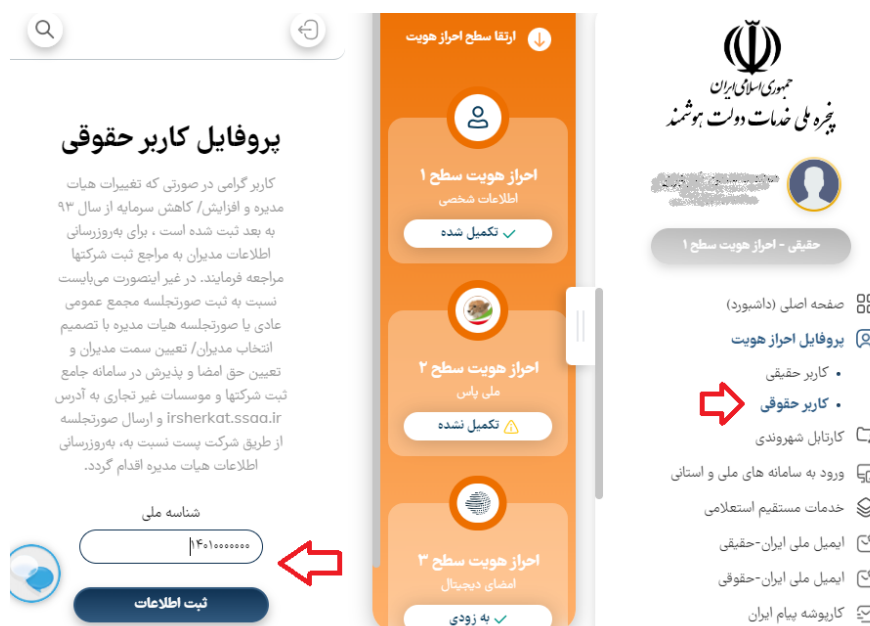 جمهوری اسلامی ایران
پنجره ملی خدمات دولت هوشمند
حقیقی - احراز هویت سطح ۱
صفحه اصلی (داشبورد)
پروفایل احراز هویت
کاربر حقیقی
کاربر حقوقی
کارتابل شهروندی
ورود به سامانه های ملی و استانی
خدمات مستقیم استعلامی
ایمیل ملی ایران-حقیقی
ایمیل ملی ایران-حقوقی
کارپوشه پیام ایران
ارتقا سطح احراز هویت
احراز هویت سطح ۱
اطلاعات شخصی
تکمیل شده
احراز هویت سطح ۲
ملی پاس
تکمیل نشده
احراز هویت سطح ۳
امضای دیجیتال
به زودی
پروفایل کاربر حقوقی
کاربر گرامی در صورتی که تغییرات هیات
مدیره و افزایش/ کاهش سرمایه از سال ۹۳
به بعد ثبت شده است ، برای به‌روزرسانی
اطلاعات مدیران به مراجع ثبت شرکتها
مراجعه فرمایند. در غیر اینصورت می‌بایست
نسبت به ثبت صورتجلسه مجمع عمومی
عادی یا صورتجلسه هیات مدیره با تصمیم
انتخاب مدیران/ تعیین سمت مدیران و
تعیین حق امضا و پذیرش در سامانه جامع
ثبت شرکتها و موسسات غیر تجاری به آدرس
irsherkat.ssaa.ir و ارسال صورتجلسه
از طریق شرکت پست نسبت به، به‌روزرسانی
اطلاعات هیات مدیره اقدام گردد.
شناسه ملی
۱۴۰۱۰۰۰۰۰۰۰
ثبت اطلاعات